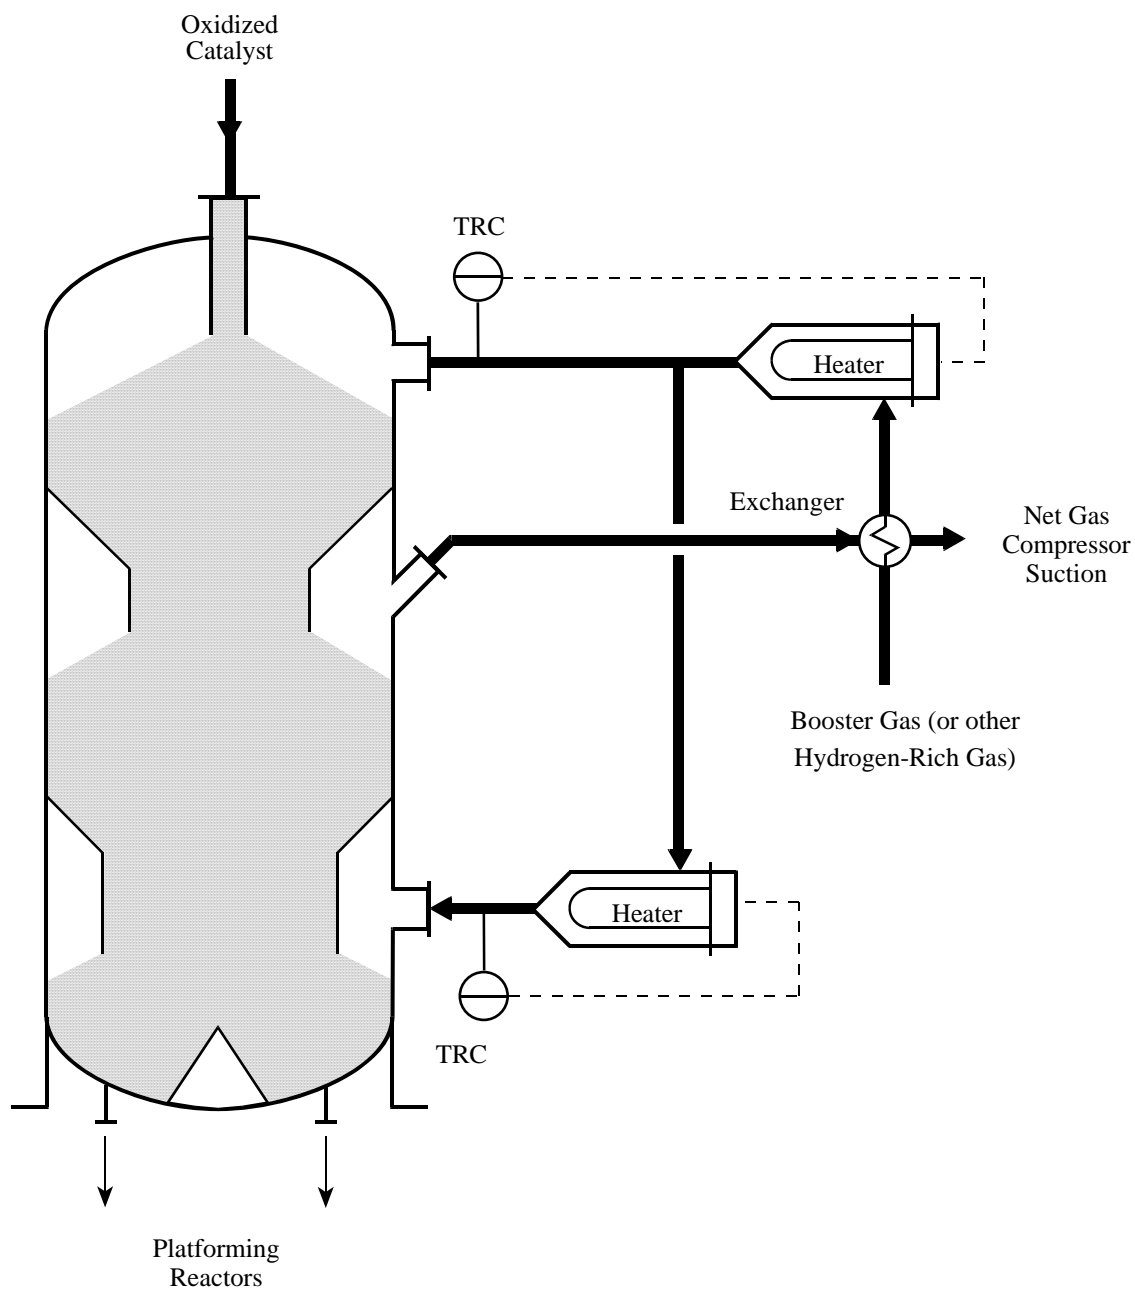 Oxidized
Catalyst
TRC
Heater
Exchanger
Net Gas
Compressor
Suction
Booster Gas (or other
Hydrogen-Rich Gas)
Heater
TRC
Platforming
Reactors